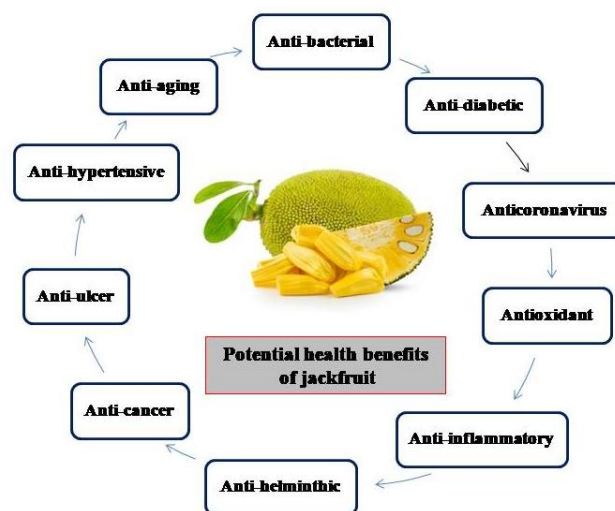 Anti-bacterial
Anti-diabetic
Anticoronavirus
Antioxidant
Anti-inflammatory
Anti-helminthic
Anti-cancer
Anti-ulcer
Anti-hypertensive
Anti-aging
Potential health benefits
of jackfruit